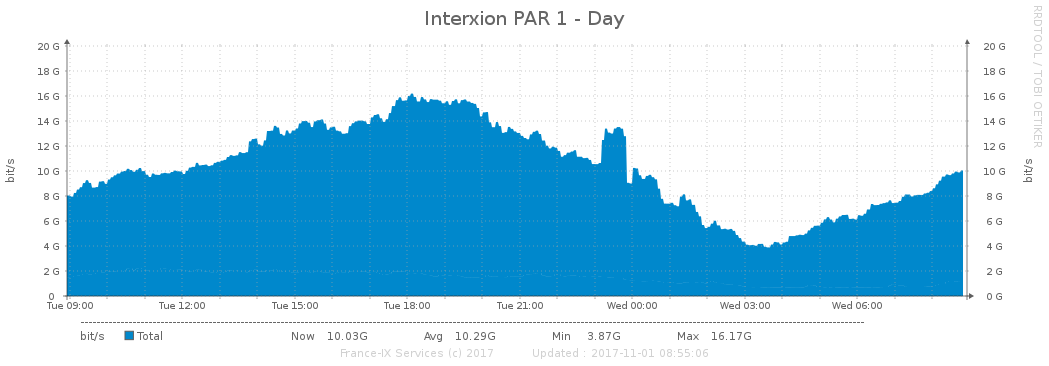 Interxion PAR 1 - Day
RRDTOOL / TOBI OETIKER
20 G 20 G
18 G 18 G
16 G 16 G
14 G 14 G
12 G 12 G
10 G 10 G
8 G 8 G
6 G 6 G
4 G 4 G
2 G 2 G
0 0 G
bit/s bit/s
Tue 09:00 Tue 12:00 Tue 15:00 Tue 18:00 Tue 21:00 Wed 00:00 Wed 03:00 Wed 06:00
bit/s Total Now 10.03G Avg 10.29G Min 3.87G Max 16.17G
France-IX Services (c) 2017 Updated : 2017-11-01 08:55:06